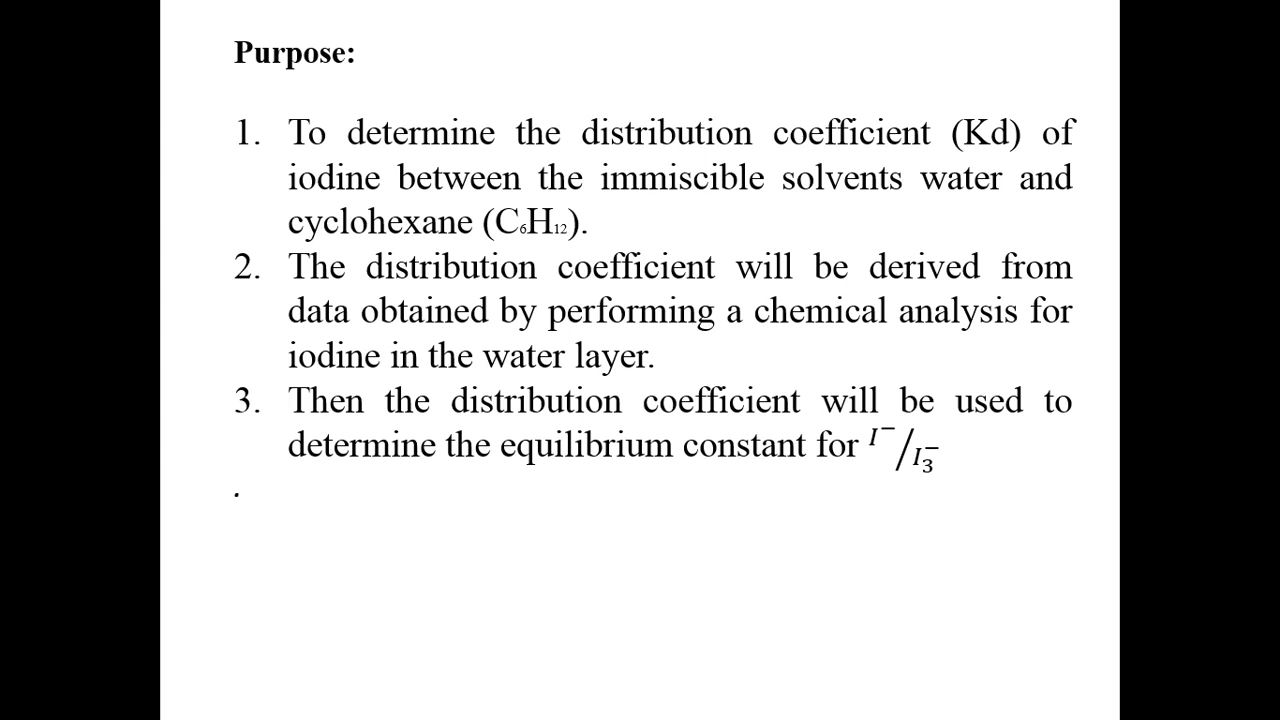 Purpose:
1. To determine the distribution coefficient (Kd) of
iodine between the immiscible solvents water and
cyclohexane (C₆H₁₂).
2. The distribution coefficient will be derived from
data obtained by performing a chemical analysis for
iodine in the water layer.
3. Then the distribution coefficient will be used to
determine the equilibrium constant for I⁻/I₃⁻
.